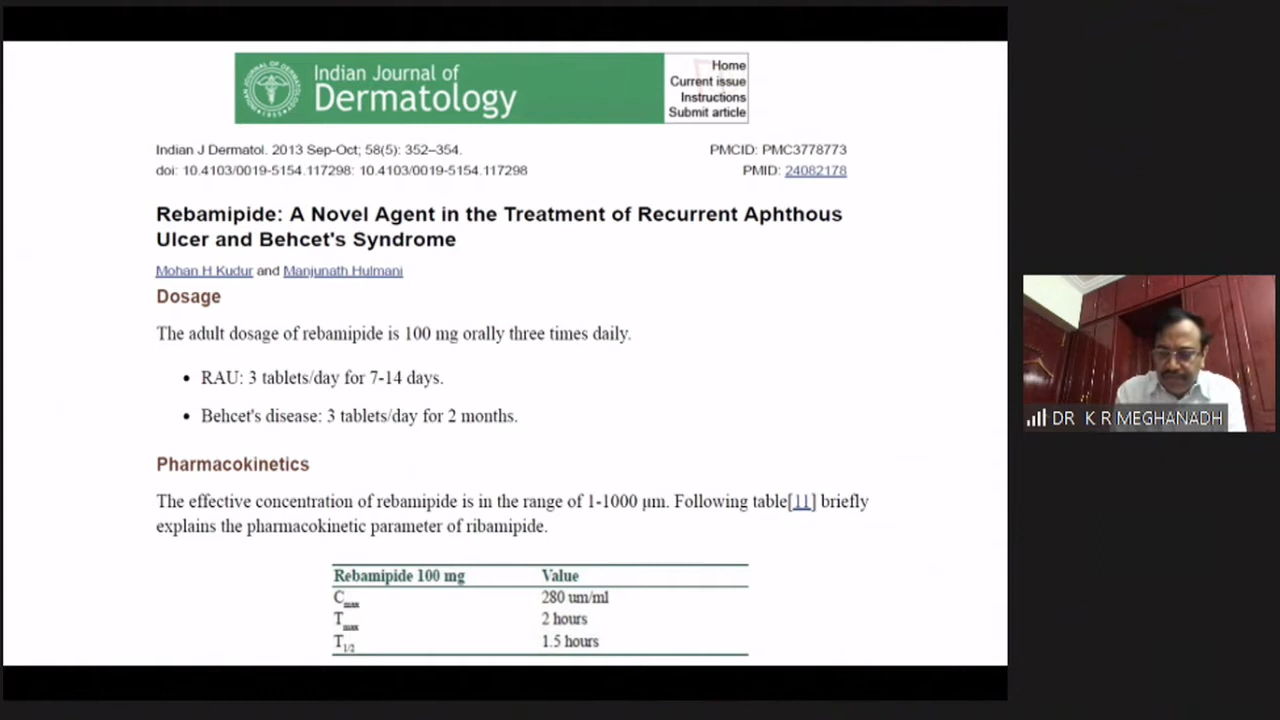 Indian Journal of
Dermatology
Home
Current issue
Instructions
Submit article
Indian J Dermatol. 2013 Sep-Oct; 58(5): 352–354.
doi: 10.4103/0019-5154.117298: 10.4103/0019-5154.117298
PMCID: PMC3778773
PMID: 24082178
Rebamipide: A Novel Agent in the Treatment of Recurrent Aphthous
Ulcer and Behcet's Syndrome
Mohan H Kudur and Manjunath Hulmani
Dosage
The adult dosage of rebamipide is 100 mg orally three times daily.
• RAU: 3 tablets/day for 7-14 days.
• Behcet's disease: 3 tablets/day for 2 months.
Pharmacokinetics
The effective concentration of rebamipide is in the range of 1-1000 μm. Following table[11] briefly
explains the pharmacokinetic parameter of ribamipide.
Rebamipide 100 mg Value
Cmax 280 um/ml
Tmax 2 hours
T1/2 1.5 hours
DR K R MEGHANADH